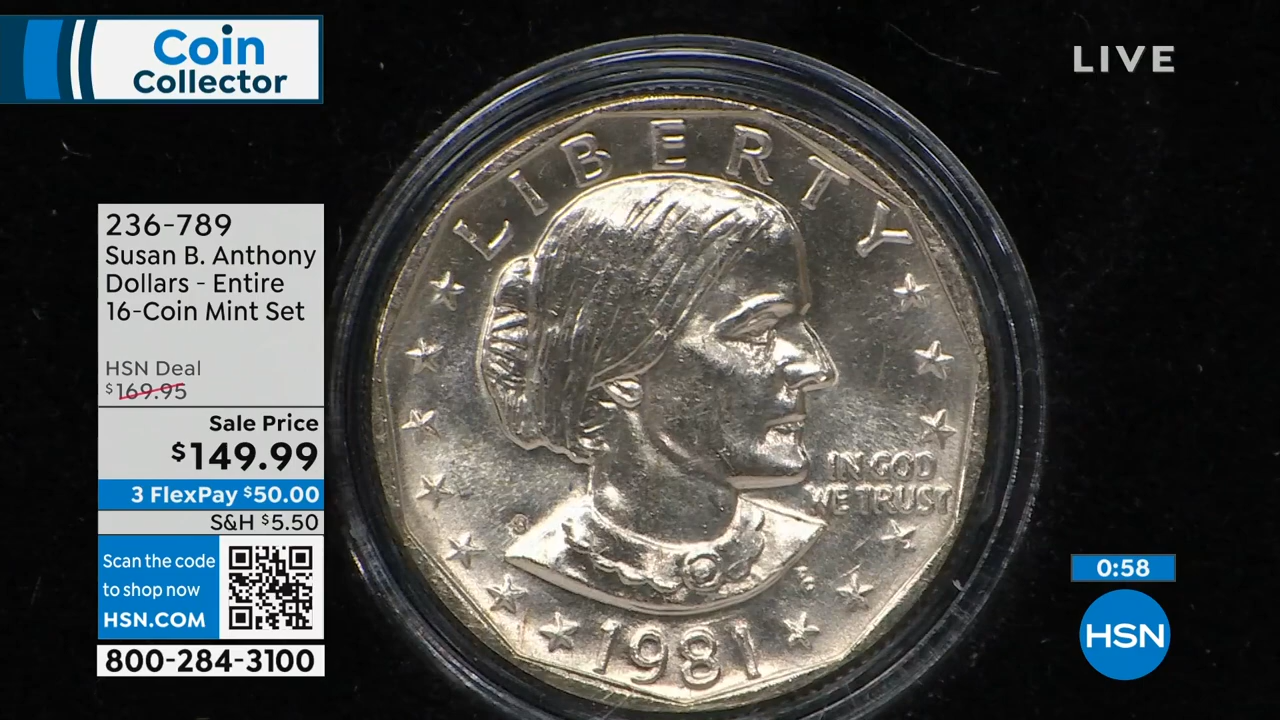 Coin
Collector
LIVE
236-789
Susan B. Anthony
Dollars - Entire
16-Coin Mint Set
HSN Deal
$169.95
Sale Price
$149.99
3 FlexPay $50.00
S&H $5.50
Scan the code
to shop now
HSN.COM
800-284-3100
LIBERTY
IN GOD
WE TRUST
1981
0:58
HSN